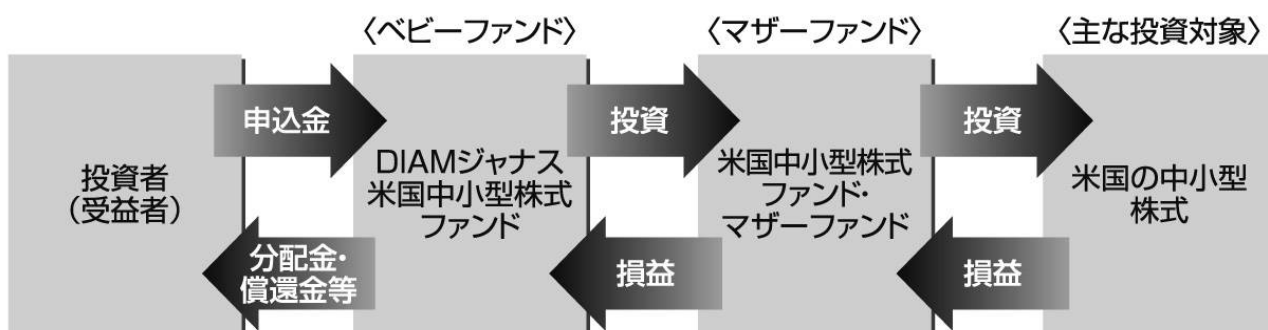 〈ベビーファンド〉
〈マザーファンド〉
〈主な投資対象〉
申込金
投資
投資
投資者
（受益者）
DIAMジャナス
米国中小型株式
ファンド
米国中小型株式
ファンド・
マザーファンド
米国の中小型
株式
分配金・
償還金等
損益
損益